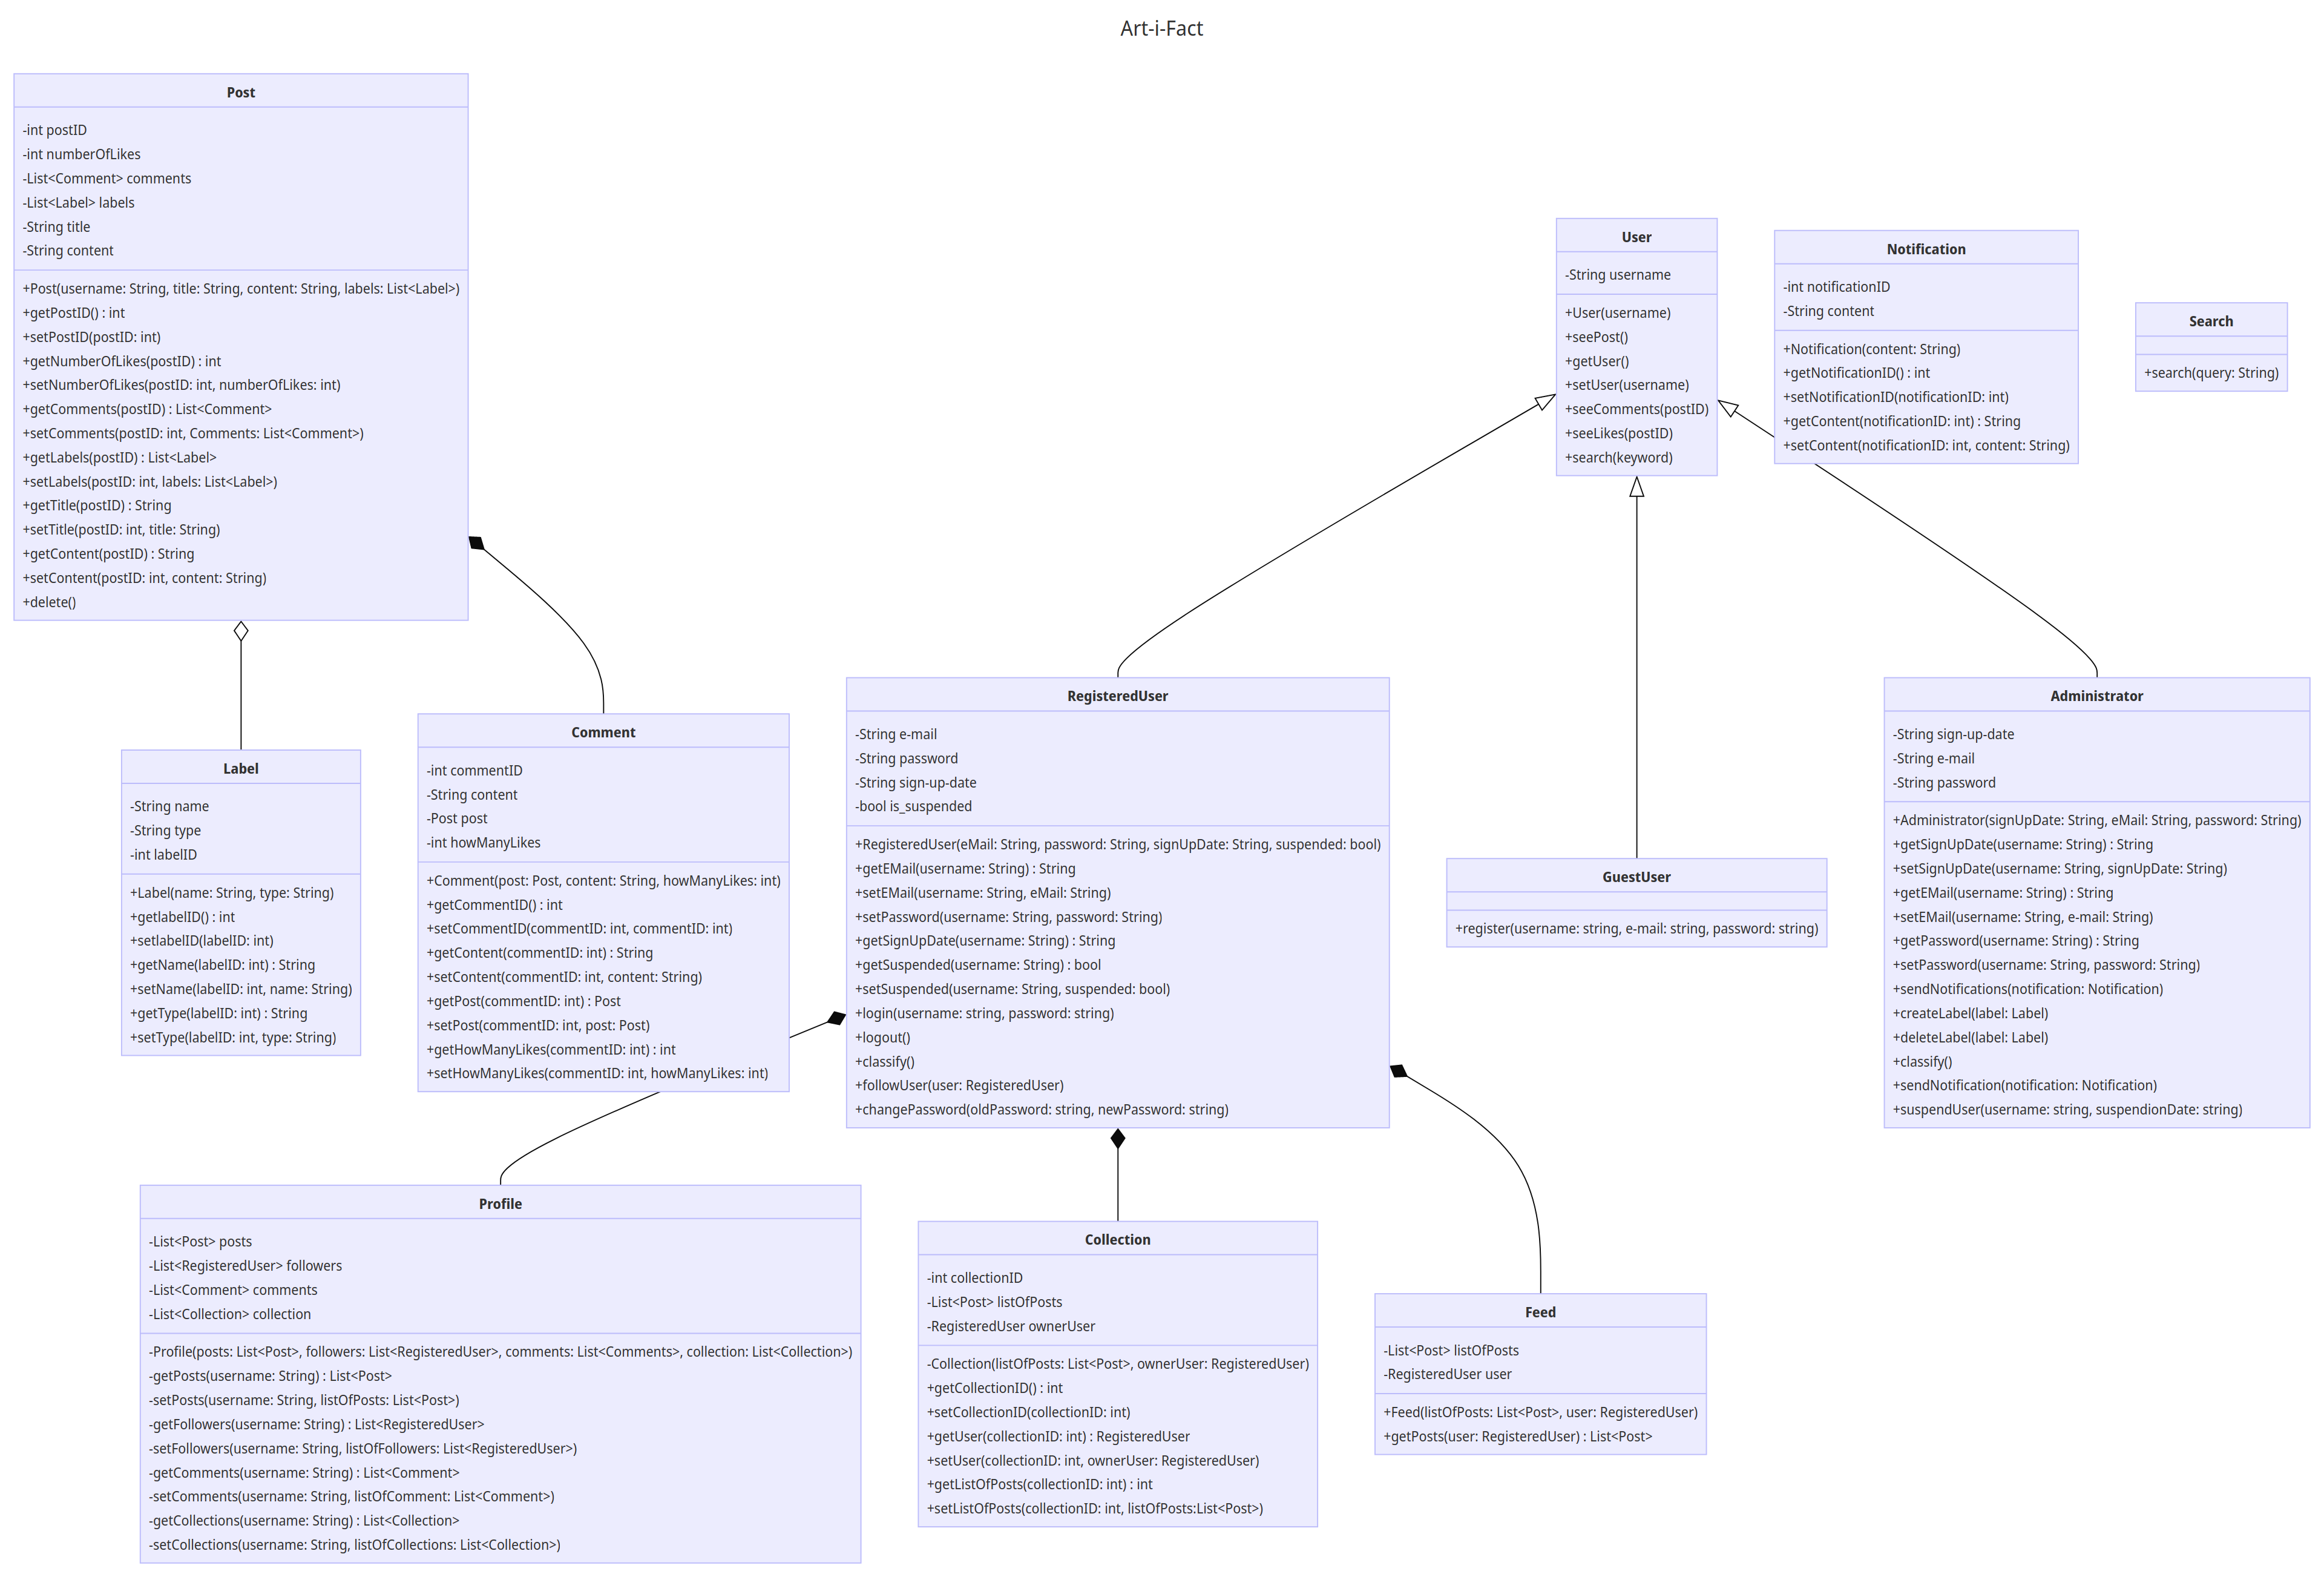 Art-i-Fact
Post
-int postID
-int numberOfLikes
-List<Comment> comments
-List<Label> labels
-String title
-String content
+Post(username: String, title: String, content: String, labels: List<Label>)
+getPostID() : int
+setPostID(postID: int)
+getNumberOfLikes(postID) : int
+setNumberOfLikes(postID: int, numberOfLikes: int)
+getComments(postID) : List<Comment>
+setComments(postID: int, Comments: List<Comment>)
+getLabels(postID) : List<Label>
+setLabels(postID: int, labels: List<Label>)
+getTitle(postID) : String
+setTitle(postID: int, title: String)
+getContent(postID) : String
+setContent(postID: int, content: String)
+delete()
User
-String username
+User(username)
+seePost()
+getUser()
+setUser(username)
+seeComments(postID)
+seeLikes(postID)
+search(keyword)
Notification
-int notificationID
-String content
+Notification(content: String)
+getNotificationID() : int
+setNotificationID(notificationID: int)
+getContent(notificationID: int) : String
+setContent(notificationID: int, content: String)
Search
+search(query: String)
Label
-String name
-String type
-int labelID
+Label(name: String, type: String)
+getlabelID() : int
+setlabelID(labelID: int)
+getName(labelID: int) : String
+setName(labelID: int, name: String)
+getType(labelID: int) : String
+setType(labelID: int, type: String)
Comment
-int commentID
-String content
-Post post
-int howManyLikes
+Comment(post: Post, content: String, howManyLikes: int)
+getCommentID() : int
+setCommentID(commentID: int, commentID: int)
+getContent(commentID: int) : String
+setContent(commentID: int, content: String)
+getPost(commentID: int) : Post
+setPost(commentID: int, post: Post)
+getHowManyLikes(commentID: int) : int
+setHowManyLikes(commentID: int, howManyLikes: int)
RegisteredUser
-String e-mail
-String password
-String sign-up-date
-bool is_suspended
+RegisteredUser(eMail: String, password: String, signUpDate: String, suspended: bool)
+getEMail(username: String) : String
+setEMail(username: String, eMail: String)
+setPassword(username: String, password: String)
+getSignUpDate(username: String) : String
+getSuspended(username: String) : bool
+setSuspended(username: String, suspended: bool)
+login(username: string, password: string)
+logout()
+classify()
+followUser(user: RegisteredUser)
+changePassword(oldPassword: string, newPassword: string)
GuestUser
+register(username: string, e-mail: string, password: string)
Administrator
-String sign-up-date
-String e-mail
-String password
+Administrator(signUpDate: String, eMail: String, password: String)
+getSignUpDate(username: String) : String
+setSignUpDate(username: String, signUpDate: String)
+getEMail(username: String) : String
+setEMail(username: String, e-mail: String)
+getPassword(username: String) : String
+setPassword(username: String, password: String)
+sendNotifications(notification: Notification)
+createLabel(label: Label)
+deleteLabel(label: Label)
+classify()
+sendNotification(notification: Notification)
+suspendUser(username: string, suspendionDate: string)
Profile
-List<Post> posts
-List<RegisteredUser> followers
-List<Comment> comments
-List<Collection> collection
-Profile(posts: List<Post>, followers: List<RegisteredUser>, comments: List<Comments>, collection: List<Collection>)
-getPosts(username: String) : List<Post>
-setPosts(username: String, listOfPosts: List<Post>)
-getFollowers(username: String) : List<RegisteredUser>
-setFollowers(username: String, listOfFollowers: List<RegisteredUser>)
-getComments(username: String) : List<Comment>
-setComments(username: String, listOfComment: List<Comment>)
-getCollections(username: String) : List<Collection>
-setCollections(username: String, listOfCollections: List<Collection>)
Collection
-int collectionID
-List<Post> listOfPosts
-RegisteredUser ownerUser
-Collection(listOfPosts: List<Post>, ownerUser: RegisteredUser)
+getCollectionID() : int
+setCollectionID(collectionID: int)
+getUser(collectionID: int) : RegisteredUser
+setUser(collectionID: int, ownerUser: RegisteredUser)
+getListOfPosts(collectionID: int) : int
+setListOfPosts(collectionID: int, listOfPosts:List<Post>)
Feed
-List<Post> listOfPosts
-RegisteredUser user
+Feed(listOfPosts: List<Post>, user: RegisteredUser)
+getPosts(user: RegisteredUser) : List<Post>